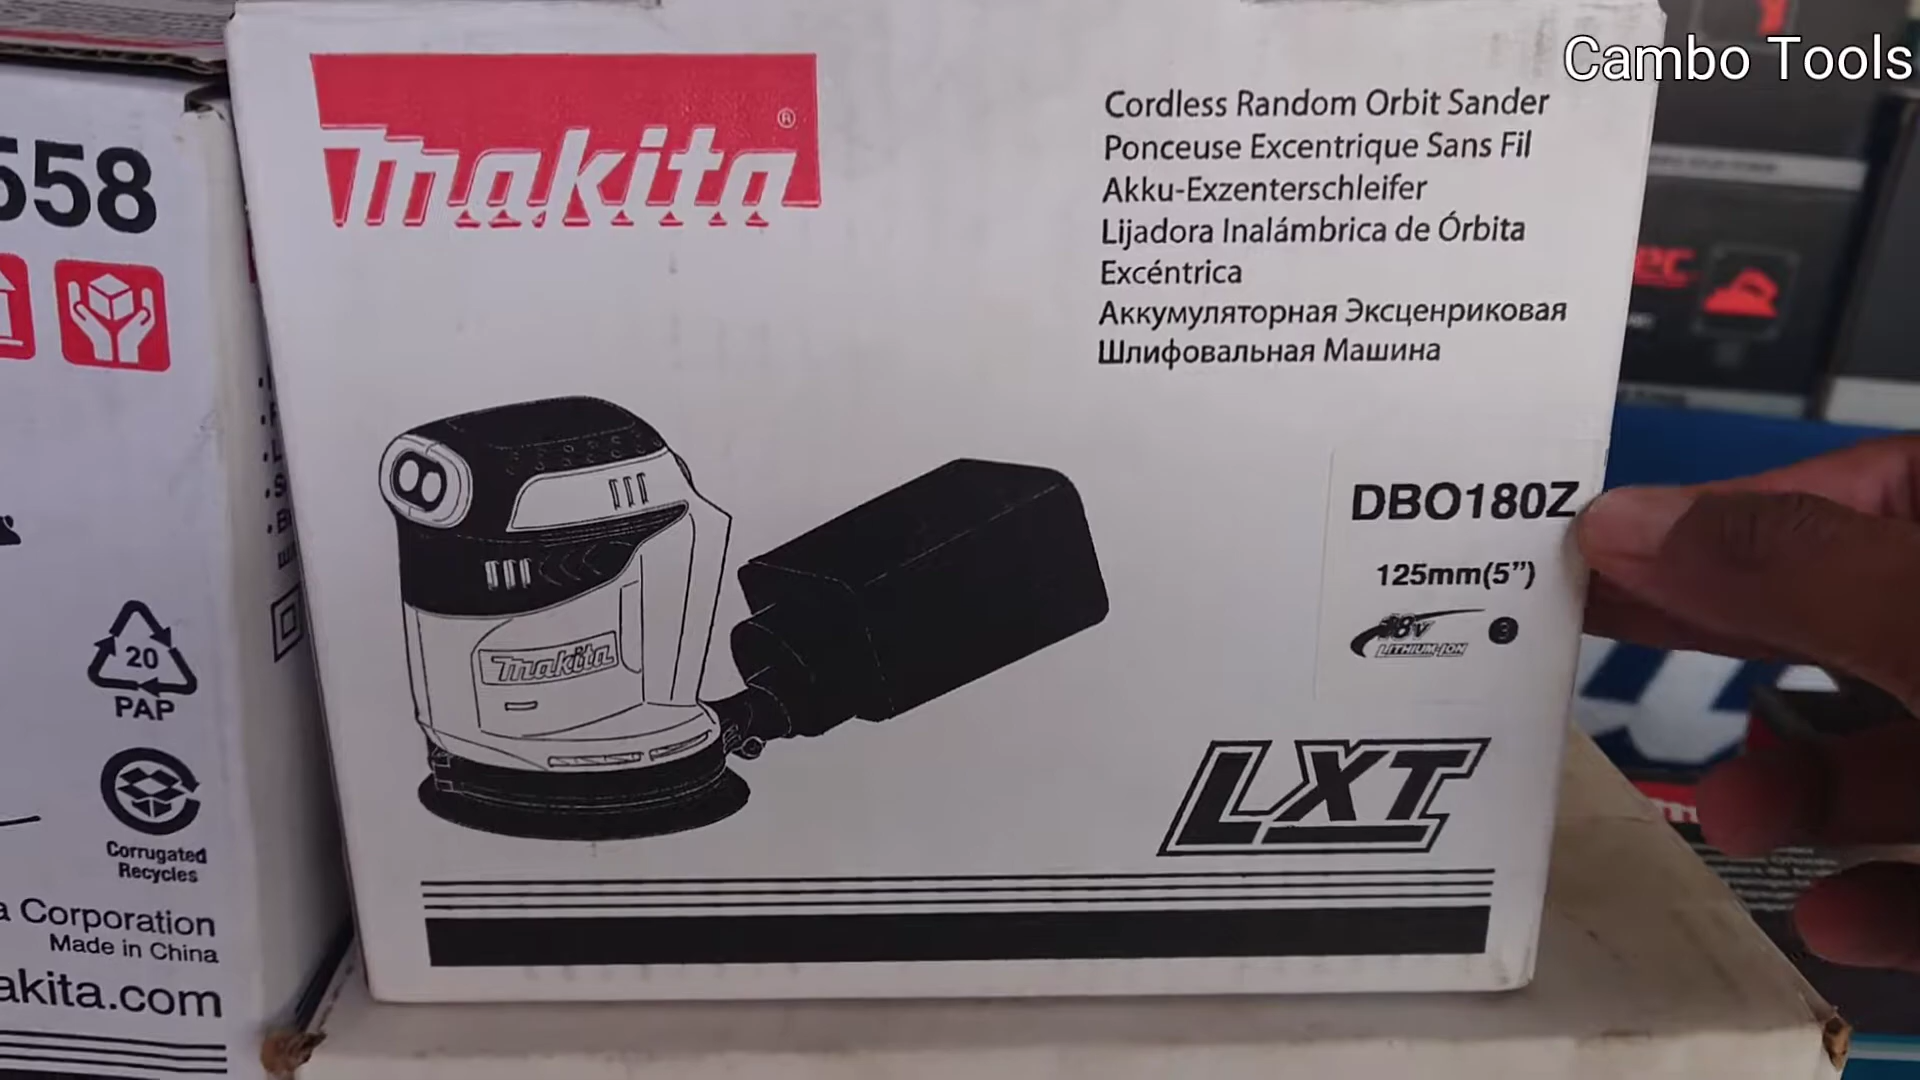 Cambo Tools
makita®
Cordless Random Orbit Sander
Ponceuse Excentrique Sans Fil
Akku-Exzenterschleifer
Lijadora Inalámbrica de Órbita
Excéntrica
Аккумуляторная Эксценриковая
Шлифовальная Машина
DBO180Z
125mm(5”)
18V
LITHIUM-ION
makita
LXT
558
20
PAP
Corrugated
Recycles
a Corporation
Made in China
akita.com